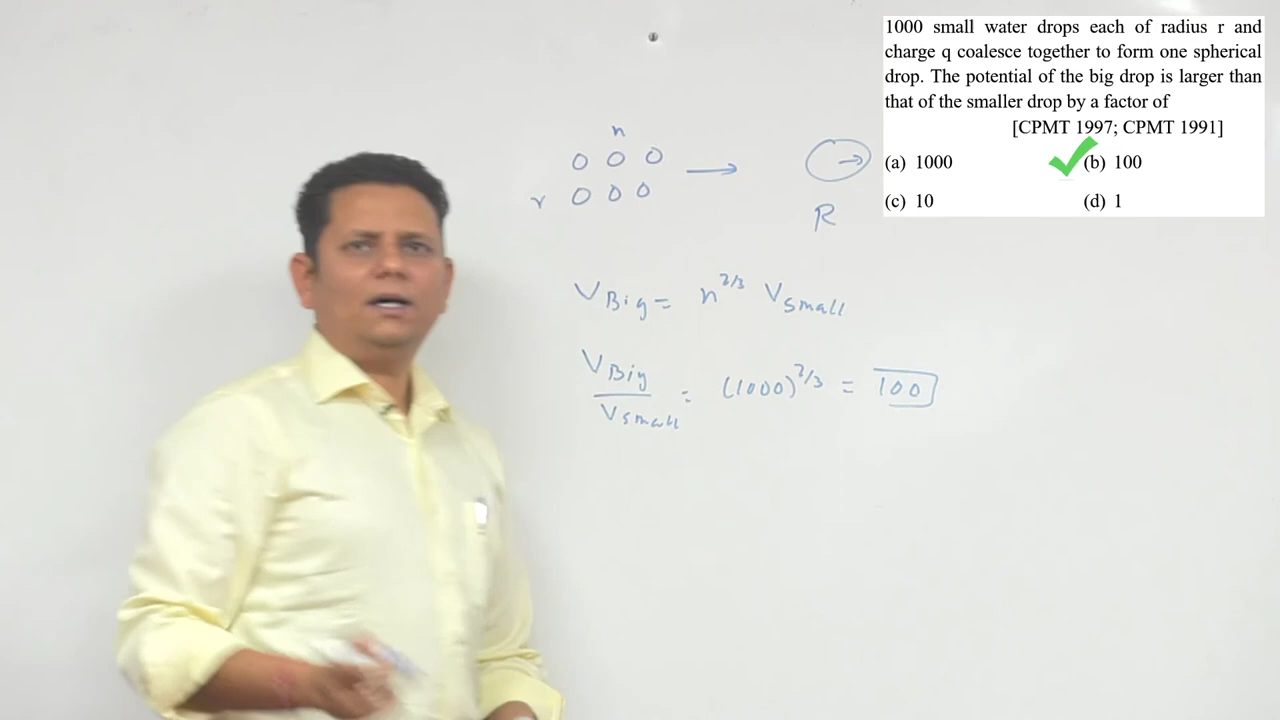 1000 small water drops each of radius r and
charge q coalesce together to form one spherical
drop. The potential of the big drop is larger than
that of the smaller drop by a factor of
[CPMT 1997; CPMT 1991]
(a) 1000 (b) 100
(c) 10 (d) 1
n
r
R
V_Big = n^{2/3} V_small
V_Big / V_small = (1000)^{2/3} = 100